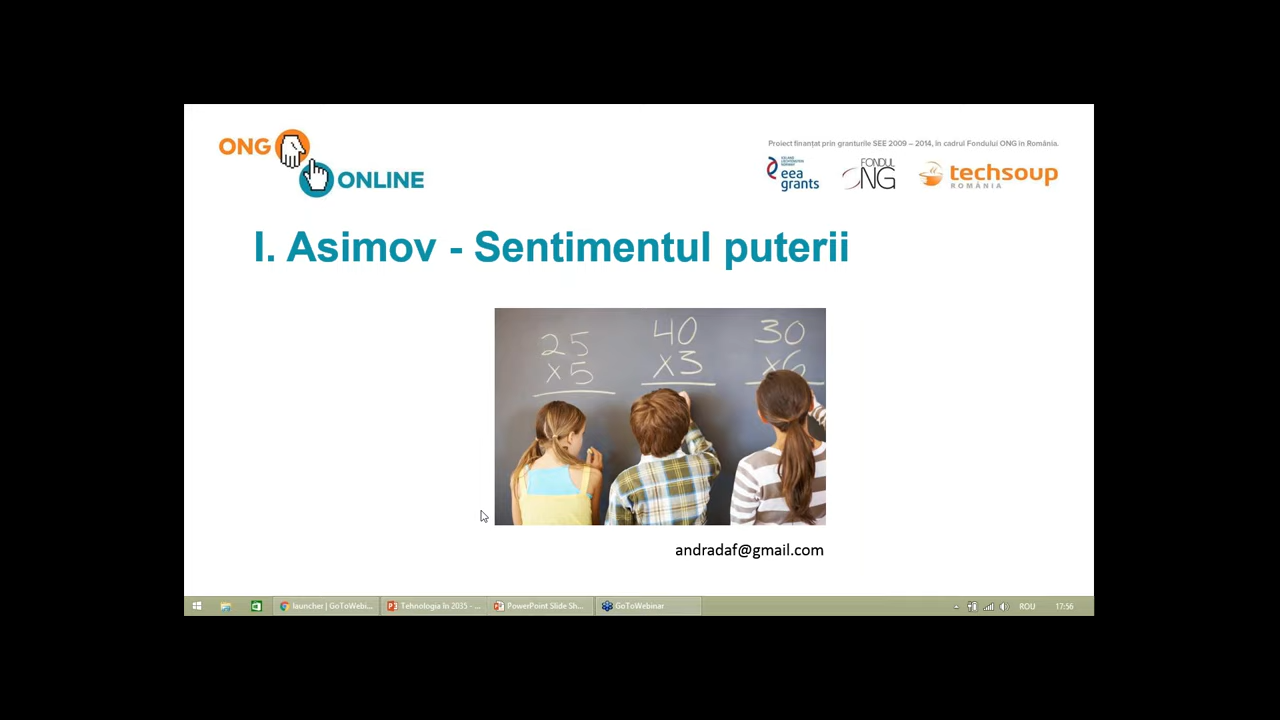 ONG
ONLINE
Proiect finanțat prin granturile SEE 2009 – 2014, în cadrul Fondului ONG în România.
eea
grants
FONDUL
ONG
techsoup
ROMÂNIA
I. Asimov - Sentimentul puterii
25
x5
40
x3
30
x6
andradaf@gmail.com
launcher | GoToWebi...
Tehnologia în 2035 - ...
PowerPoint Slide Sh...
GoToWebinar
ROU
17:56